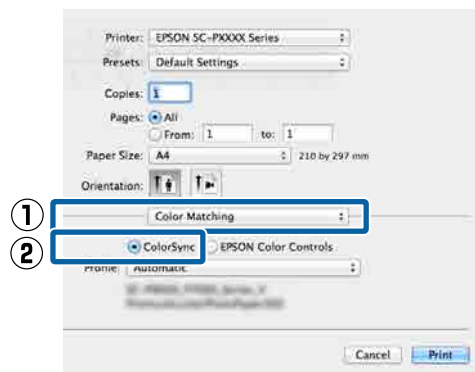 Printer: EPSON SC-PXXXX Series
Presets: Default Settings
Copies: 1
Pages: All
From: 1 to: 1
Paper Size: A4 210 by 297 mm
Orientation:
① Color Matching
② ColorSync EPSON Color Controls
Profile: Automatic
Cancel Print